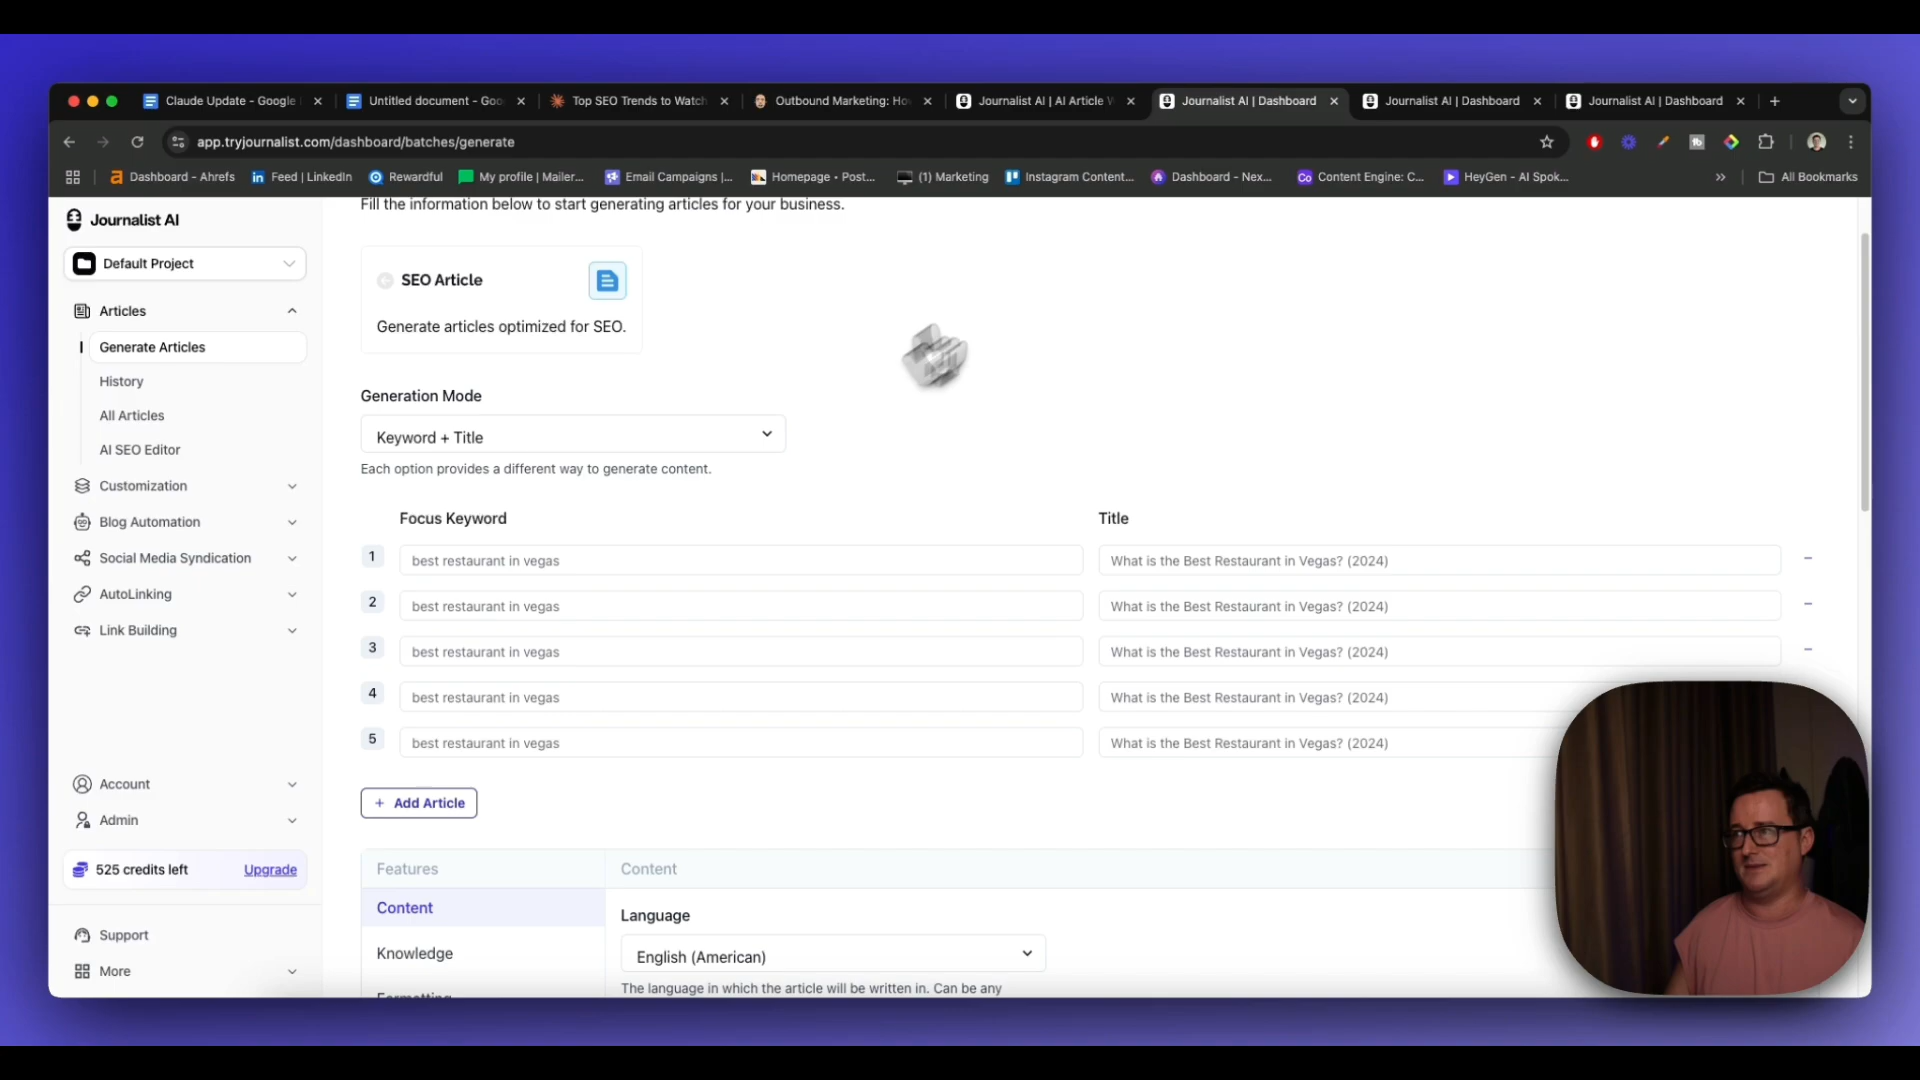 Claude Update - Google
Untitled document - Goo
Top SEO Trends to Watch
Outbound Marketing: Ho
Journalist AI | AI Article W
Journalist AI | Dashboard
Journalist AI | Dashboard
Journalist AI | Dashboard
app.tryjournalist.com/dashboard/batches/generate
Dashboard - Ahrefs
Feed | LinkedIn
Rewardful
My profile | Mailer...
Email Campaigns |...
Homepage • Post...
(1) Marketing
Instagram Content...
Dashboard - Nex...
Content Engine: C...
HeyGen - AI Spok...
All Bookmarks
Journalist AI
Default Project
Articles
Generate Articles
History
All Articles
AI SEO Editor
Customization
Blog Automation
Social Media Syndication
AutoLinking
Link Building
Account
Admin
525 credits left Upgrade
Support
More
Fill the information below to start generating articles for your business.
SEO Article
Generate articles optimized for SEO.
Generation Mode
Keyword + Title
Each option provides a different way to generate content.
Focus Keyword Title
1 best restaurant in vegas What is the Best Restaurant in Vegas? (2024)
2 best restaurant in vegas What is the Best Restaurant in Vegas? (2024)
3 best restaurant in vegas What is the Best Restaurant in Vegas? (2024)
4 best restaurant in vegas What is the Best Restaurant in Vegas? (2024)
5 best restaurant in vegas What is the Best Restaurant in Vegas? (2024)
+ Add Article
Features
Content
Knowledge
Formatting
Content
Language
English (American)
The language in which the article will be written in. Can be any